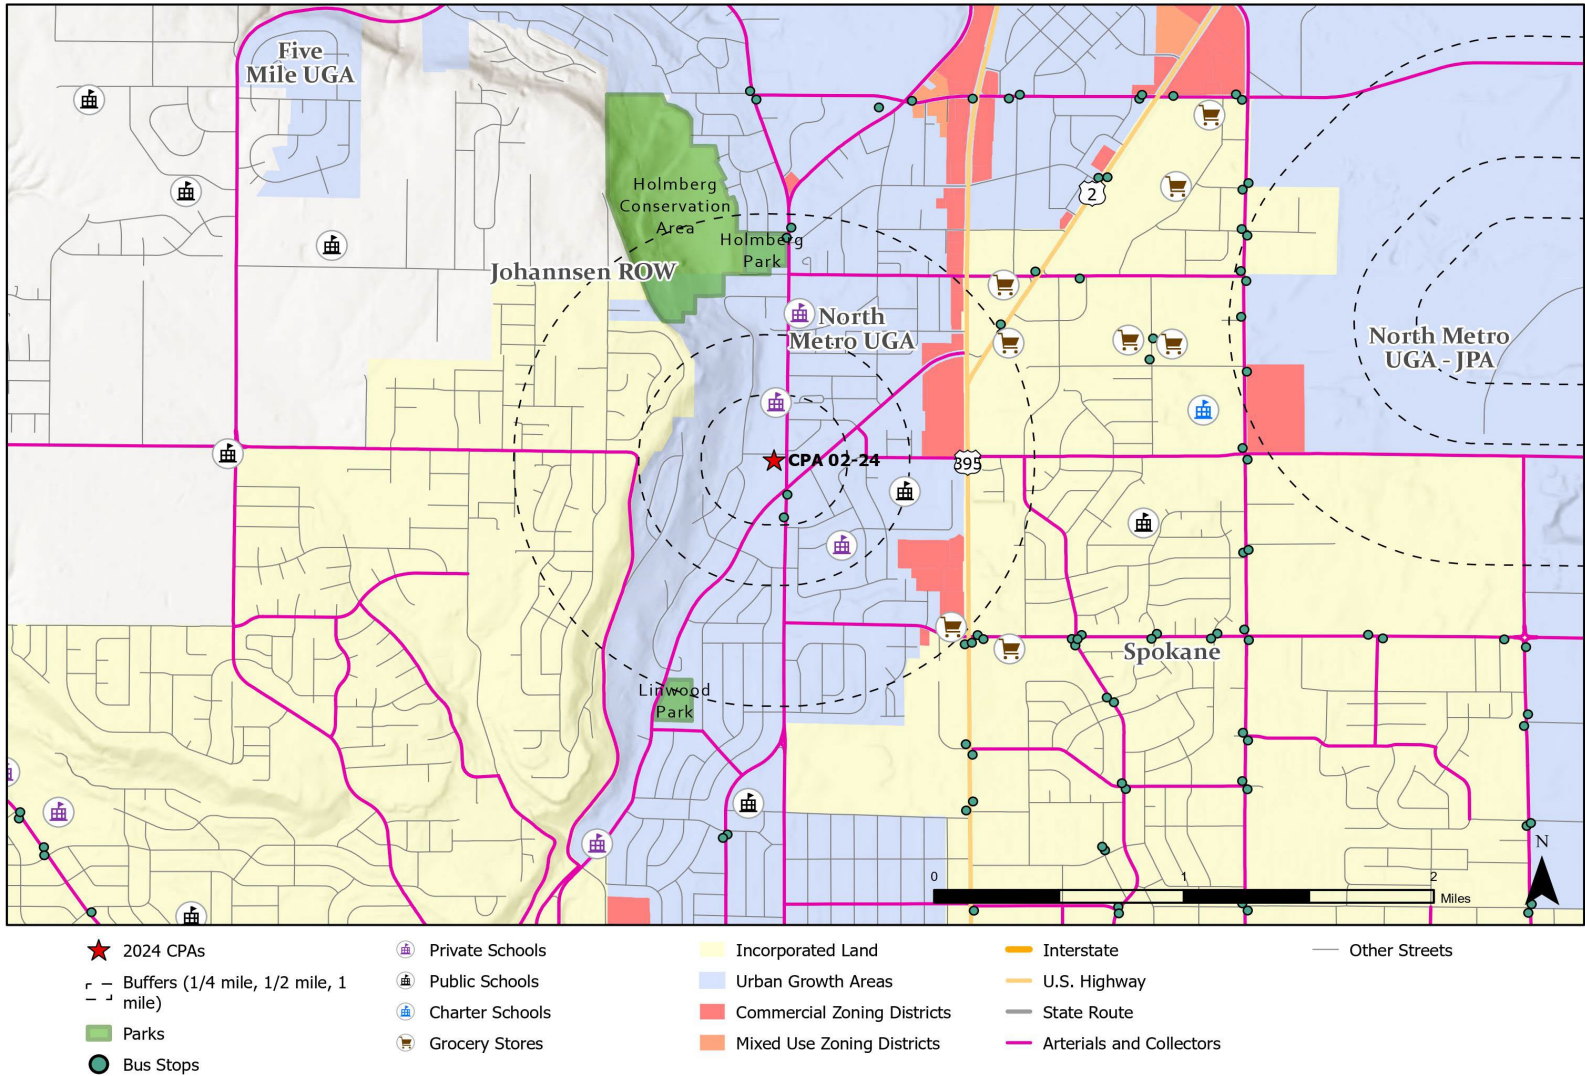 Five
Mile UGA
Holmberg
Conservation
Area
Holmberg
Park
Johannsen ROW
North
Metro UGA
2
North Metro
UGA - JPA
CPA 02-24
395
Spokane
Linwood
Park
N
0
1
2
Miles
2024 CPAs
Buffers (1/4 mile, 1/2 mile, 1
mile)
Parks
Bus Stops
Private Schools
Public Schools
Charter Schools
Grocery Stores
Incorporated Land
Urban Growth Areas
Commercial Zoning Districts
Mixed Use Zoning Districts
Interstate
U.S. Highway
State Route
Arterials and Collectors
Other Streets